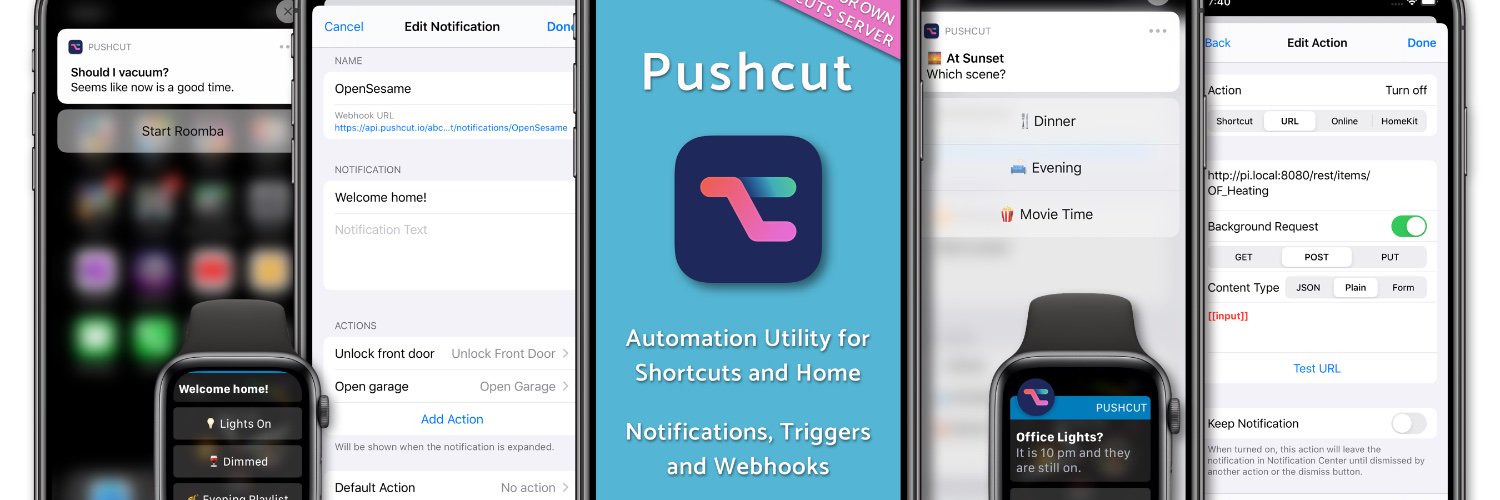 PUSHCUT
Should I vacuum?
Seems like now is a good time.
Start Roomba
Welcome home!
Lights On
Dimmed
Evening Playlist
Cancel
Edit Notification
Done
NAME
OpenSesame
Webhook URL
https://api.pushcut.io/abc...t/notifications/OpenSesame
NOTIFICATION
Welcome home!
Notification Text
ACTIONS
Unlock front door Unlock Front Door
Open garage Open Garage
Add Action
Will be shown when the notification is expanded.
Default Action No action
CUTS SERVER
Pushcut
Automation Utility for
Shortcuts and Home
Notifications, Triggers
and Webhooks
PUSHCUT
At Sunset
Which scene?
Dinner
Evening
Movie Time
PUSHCUT
Office Lights?
It is 10 pm and they
are still on.
7:40
Back
Edit Action
Done
Action Turn off
Shortcut URL Online HomeKit
http://pi.local:8080/rest/items/
OF_Heating
Background Request
GET POST PUT
Content Type JSON Plain Form
[[input]]
Test URL
Keep Notification
When turned on, this action will leave the
notification in Notification Center until dismissed by
another action or the dismiss button.